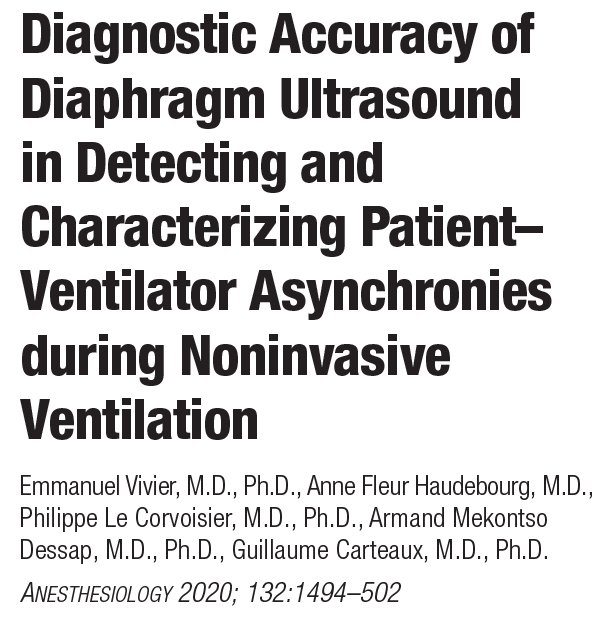 Diagnostic Accuracy of
Diaphragm Ultrasound
in Detecting and
Characterizing Patient–
Ventilator Asynchronies
during Noninvasive
Ventilation
Emmanuel Vivier, M.D., Ph.D., Anne Fleur Haudebourg, M.D.,
Philippe Le Corvoisier, M.D., Ph.D., Armand Mekontso
Dessap, M.D., Ph.D., Guillaume Carteaux, M.D., Ph.D.
ANESTHESIOLOGY 2020; 132:1494–502